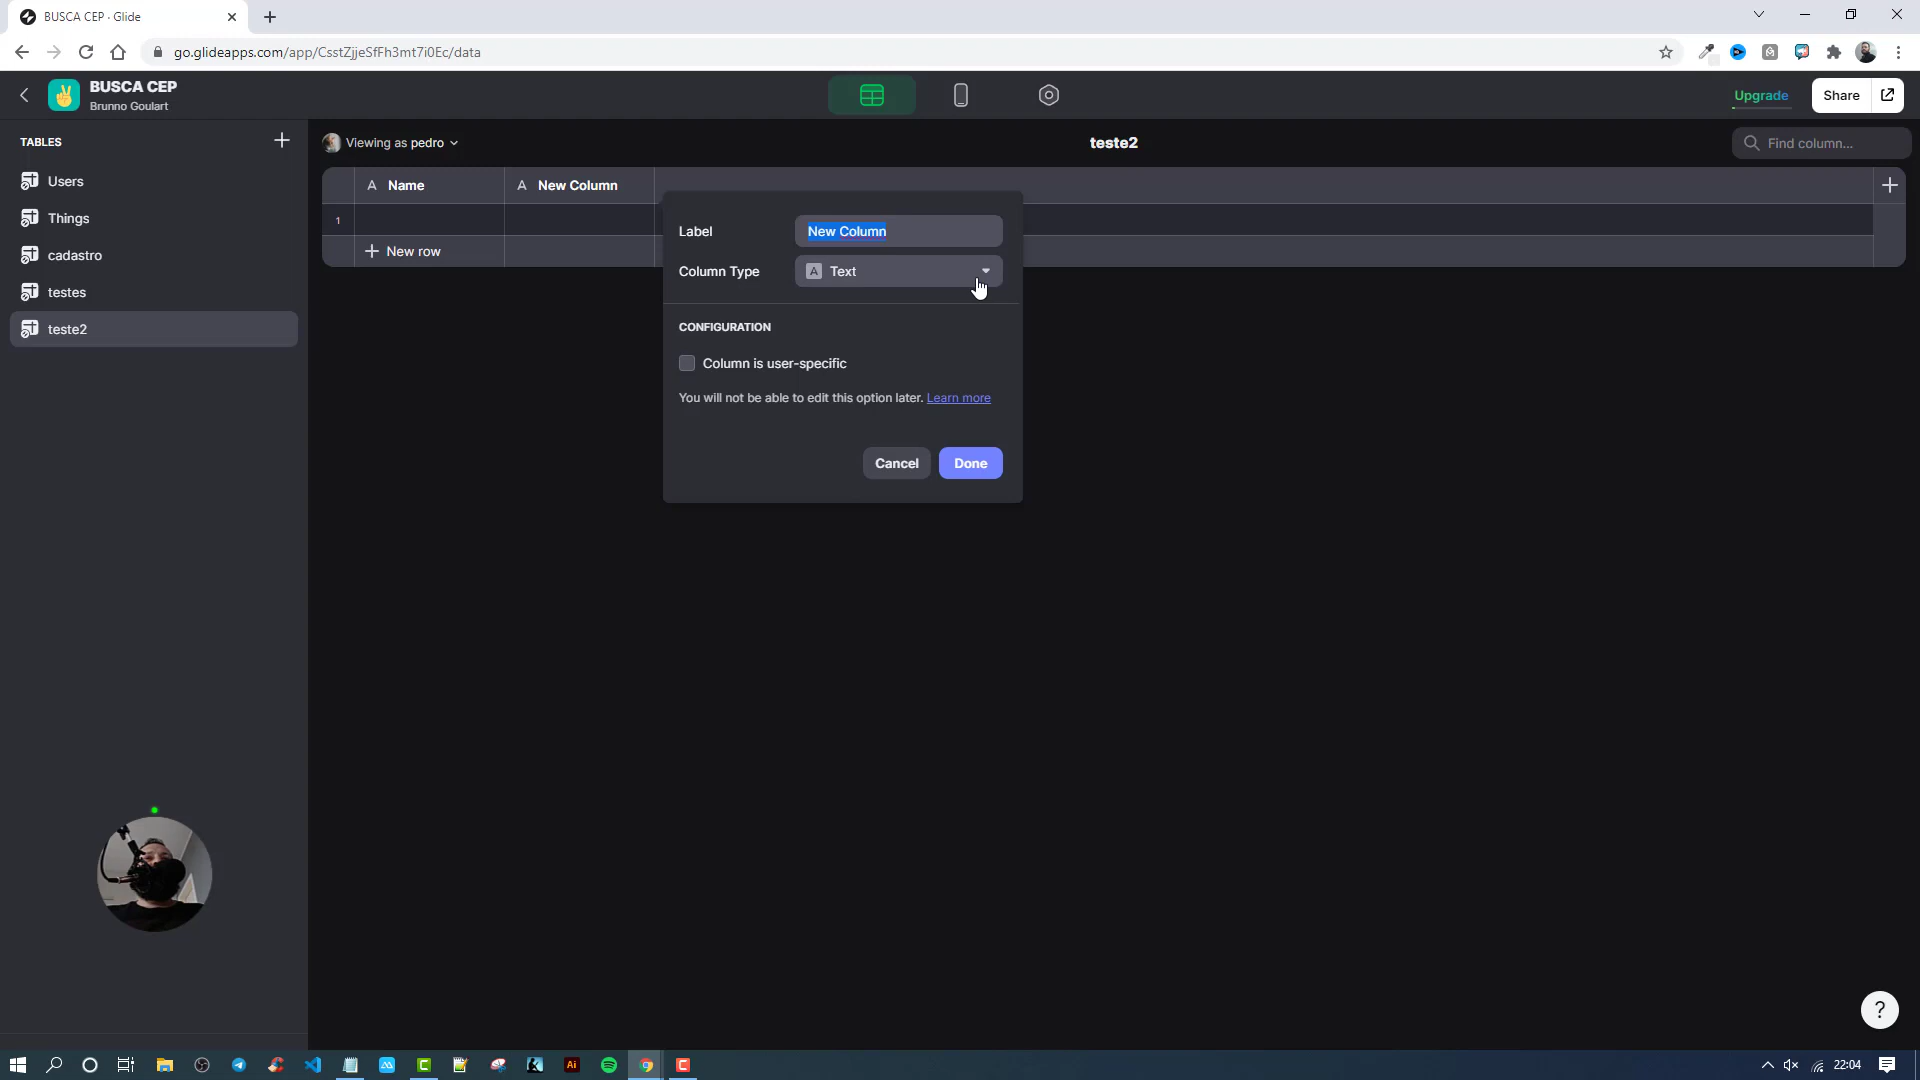 BUSCA CEP - Glide
go.glideapps.com/app/CsstZjjeSfFh3mt7i0Ec/data
BUSCA CEP
Brunno Goulart
Upgrade
Share
TABLES
Viewing as pedro
teste2
Find column...
Users
Things
cadastro
testes
teste2
A Name
A New Column
1
New row
Label
New Column
Column Type
A Text
CONFIGURATION
Column is user-specific
You will not be able to edit this option later. Learn more
Cancel
Done
?
Ai
22:04